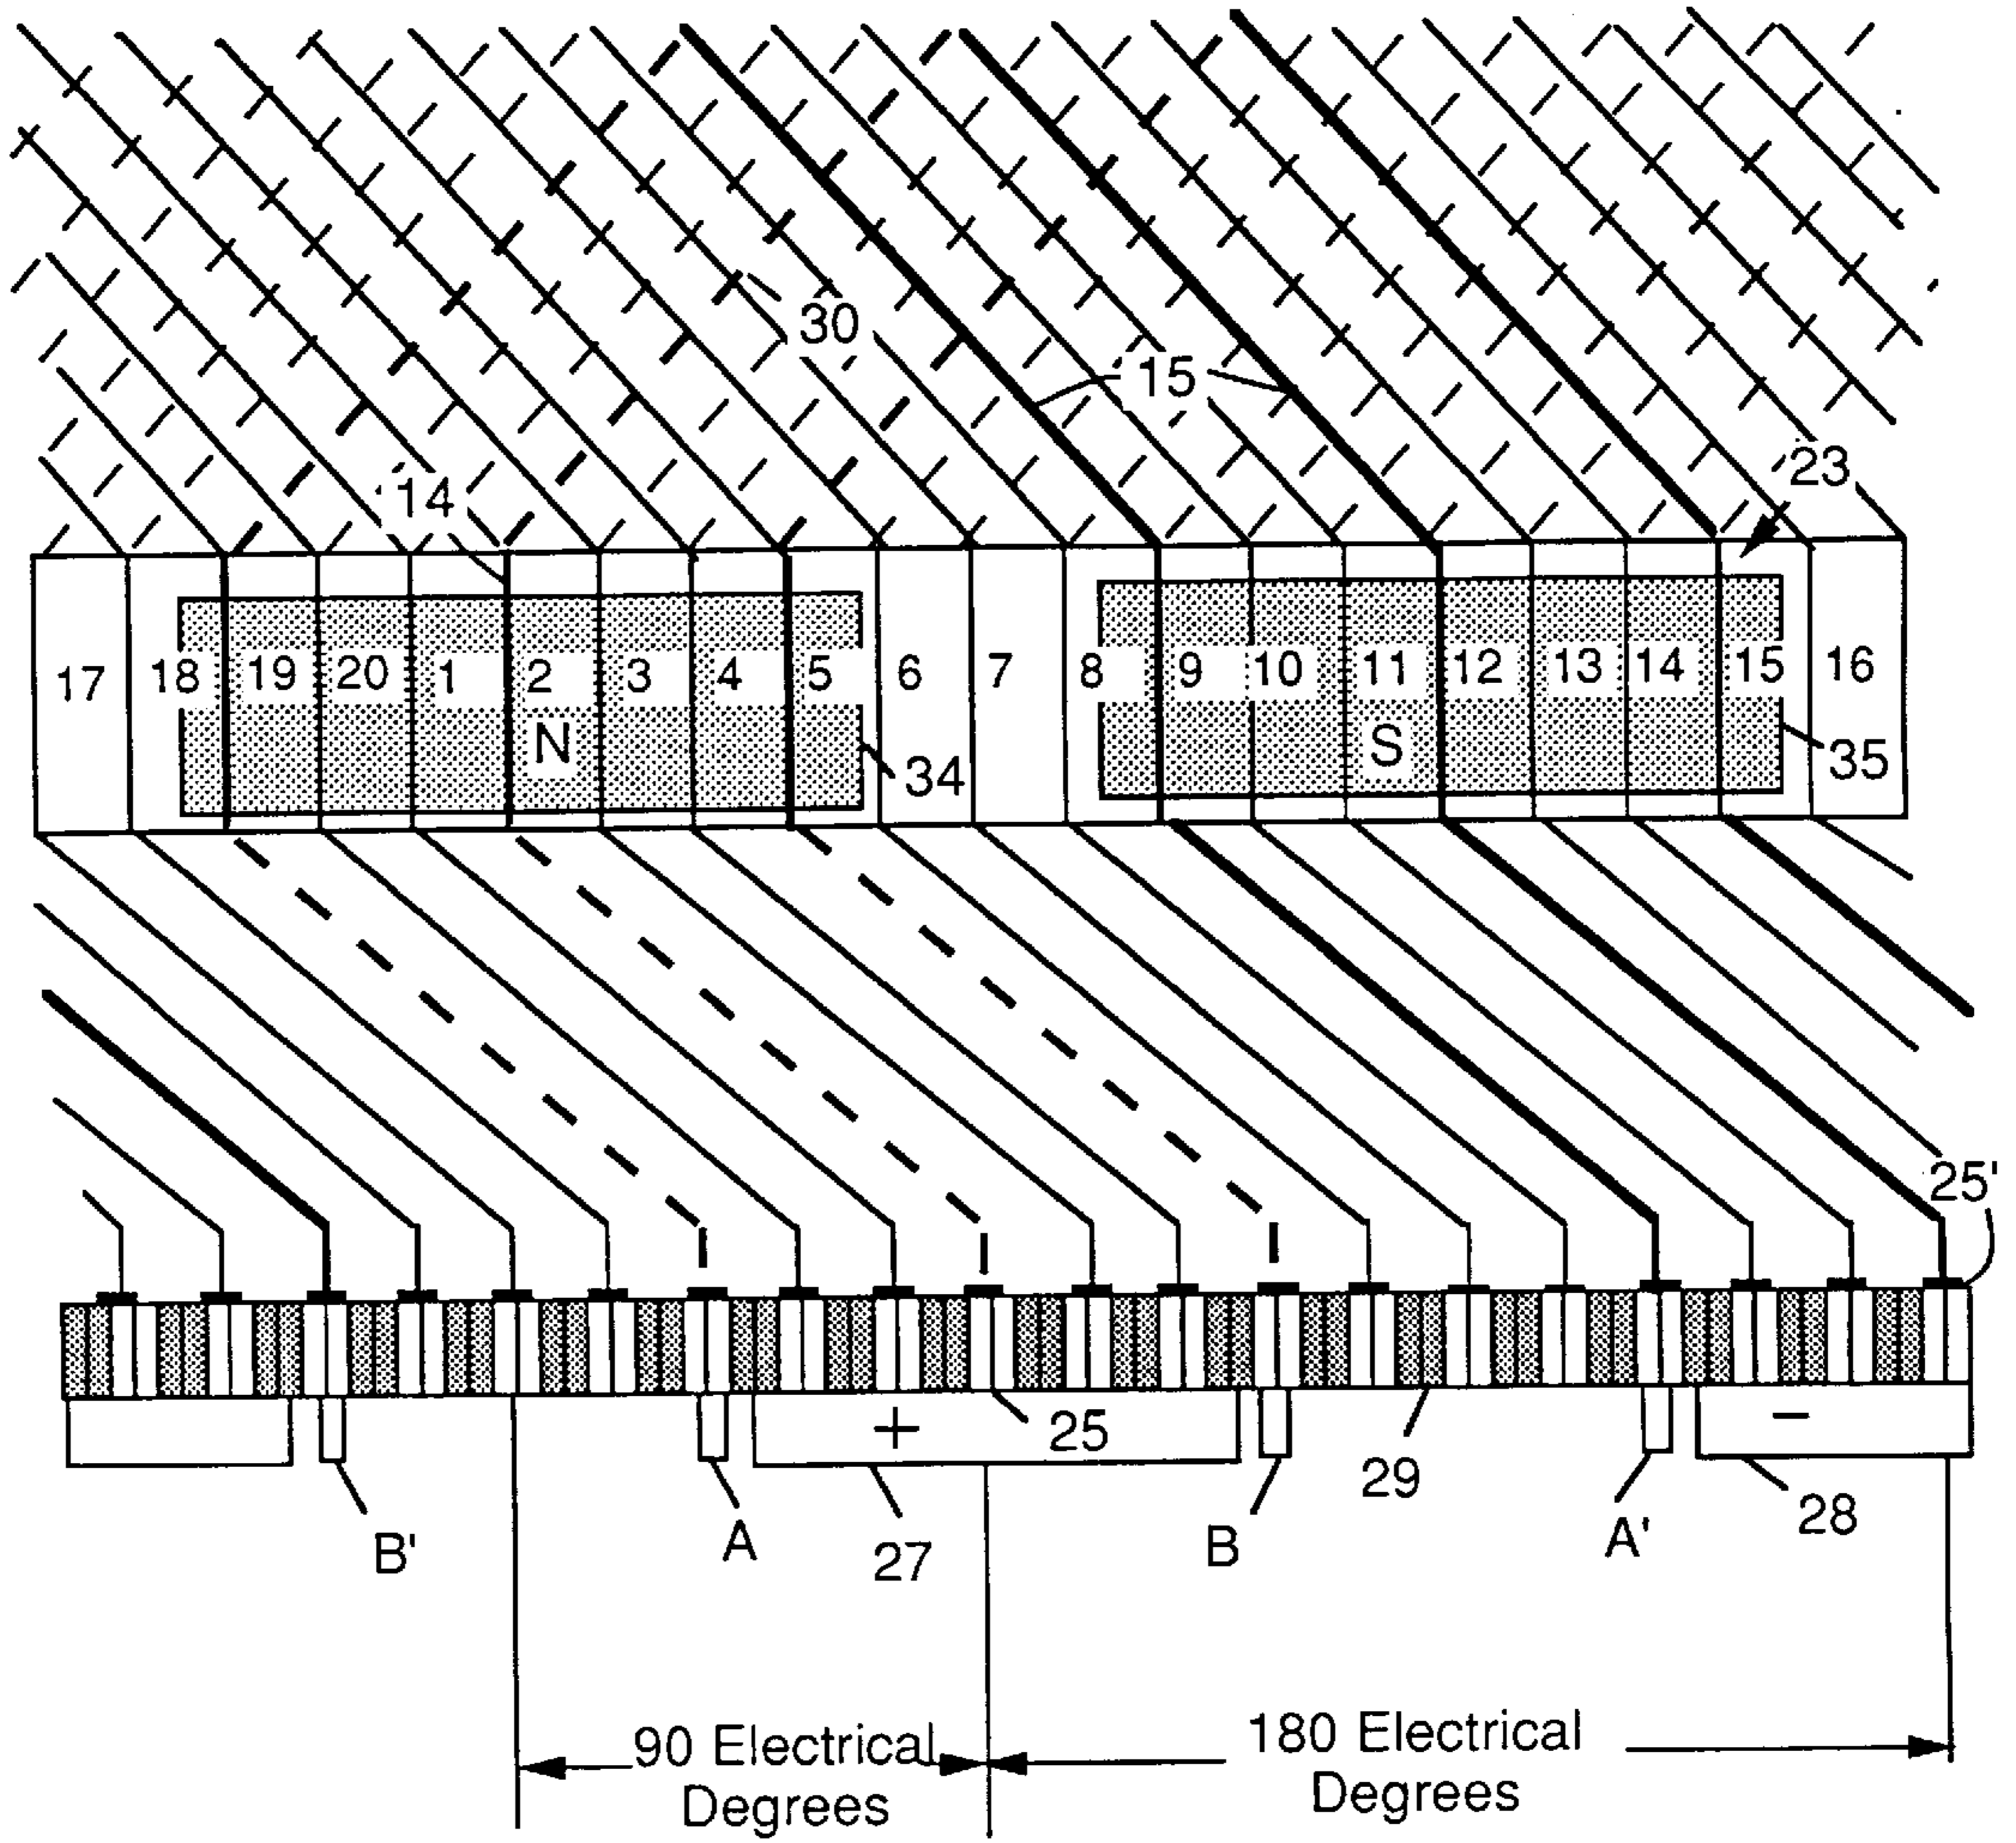 30
15
23
14
17 18 19 20 1 2 3 4 5 6 7 8 9 10 11 12 13 14 15 16
N S
34 35
25'
+ −
25
29
28
B' A 27 B A'
90 Electrical Degrees
180 Electrical Degrees